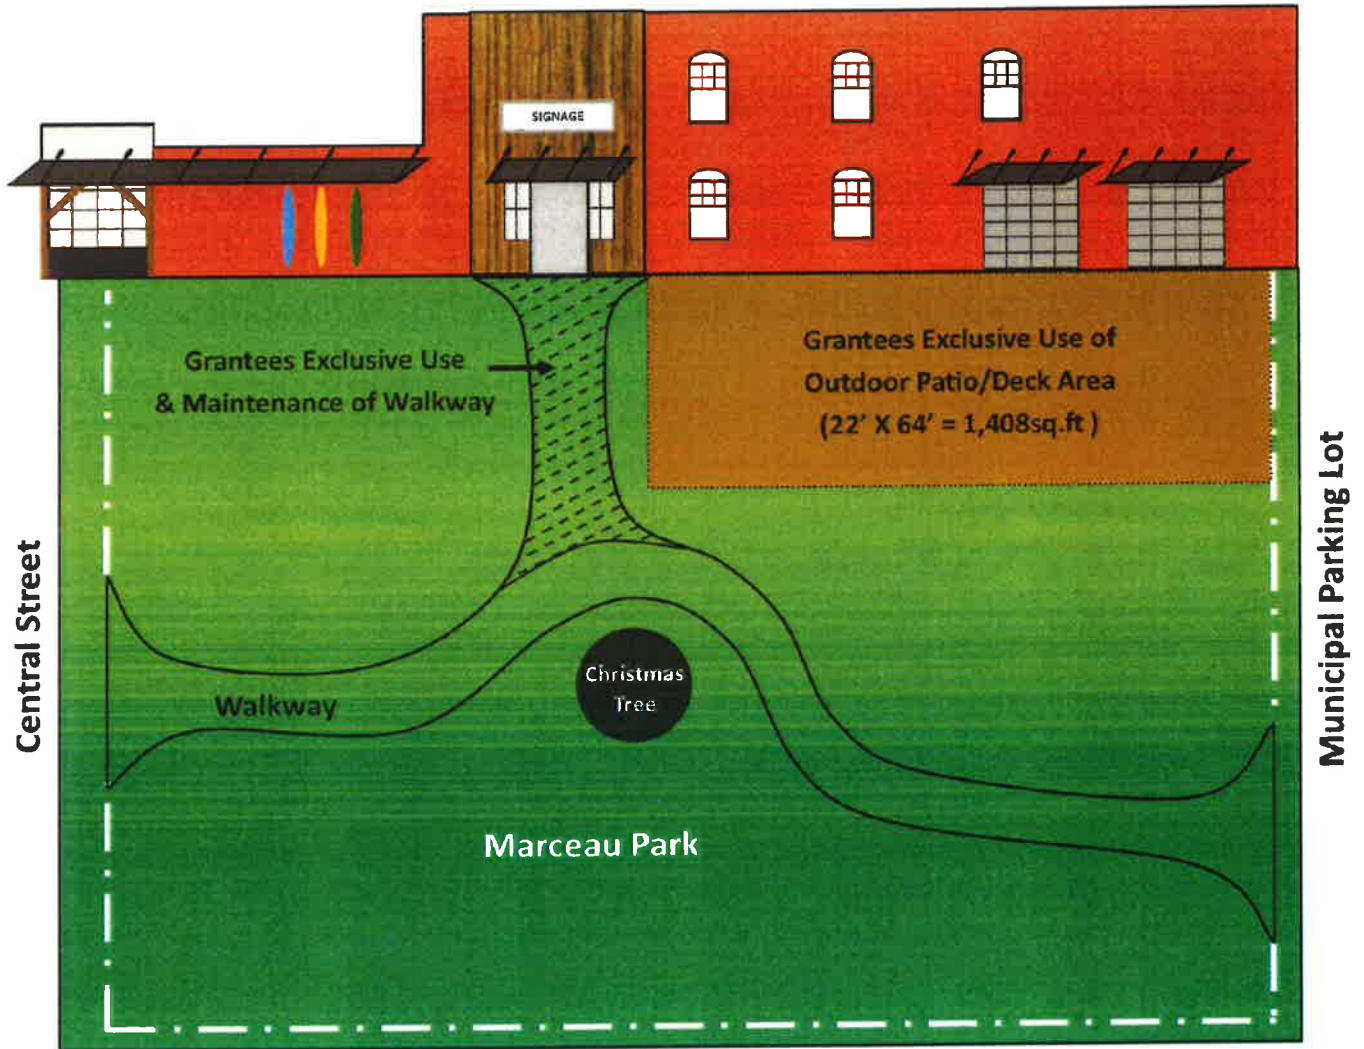 SIGNAGE
Grantees Exclusive Use
& Maintenance of Walkway
Grantees Exclusive Use of
Outdoor Patio/Deck Area
(22' X 64' = 1,408sq.ft )
Central Street
Municipal Parking Lot
Christmas
Tree
Walkway
Marceau Park